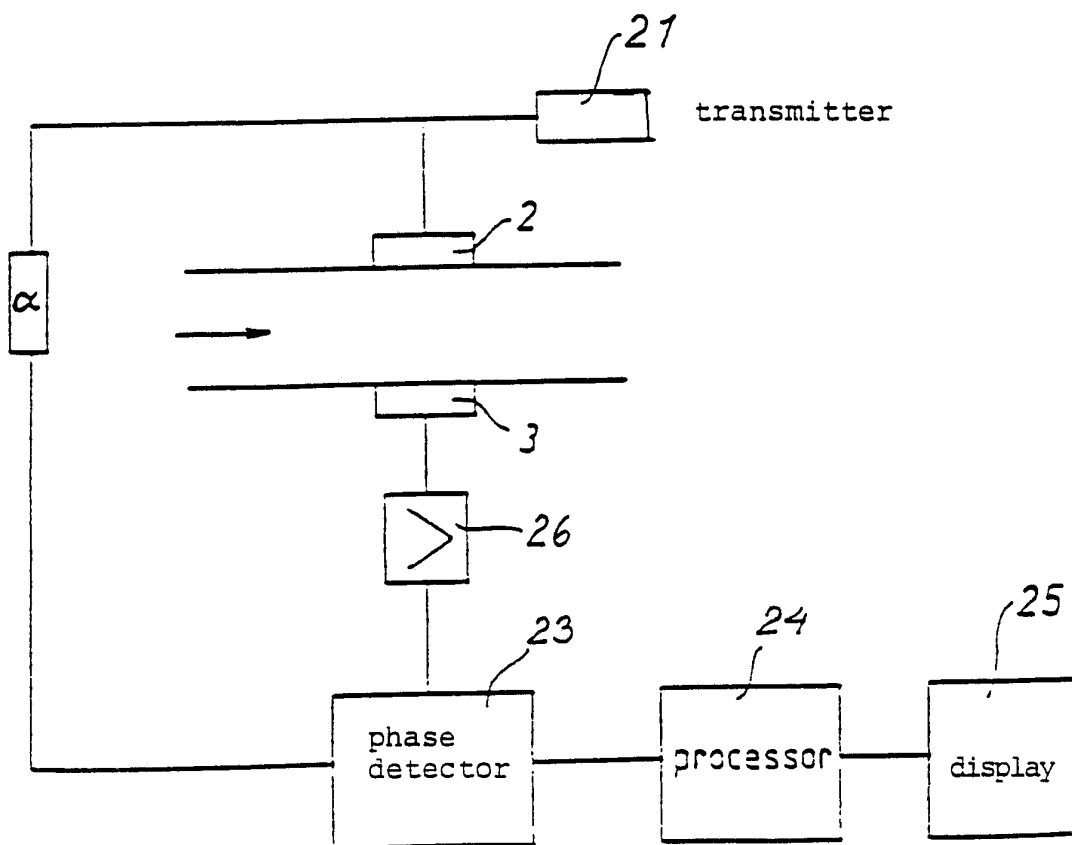 21
transmitter
2
α
3
26
23
24
25
phase
detector
processor
display